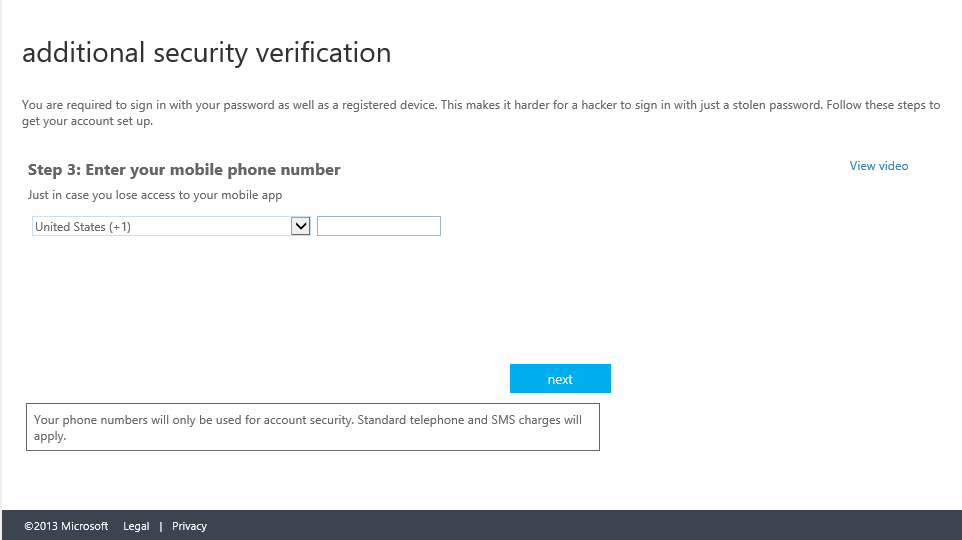 additional security verification
You are required to sign in with your password as well as a registered device. This makes it harder for a hacker to sign in with just a stolen password. Follow these steps to
get your account set up.
Step 3: Enter your mobile phone number
View video
Just in case you lose access to your mobile app
United States (+1)
next
Your phone numbers will only be used for account security. Standard telephone and SMS charges will
apply.
©2013 Microsoft Legal | Privacy